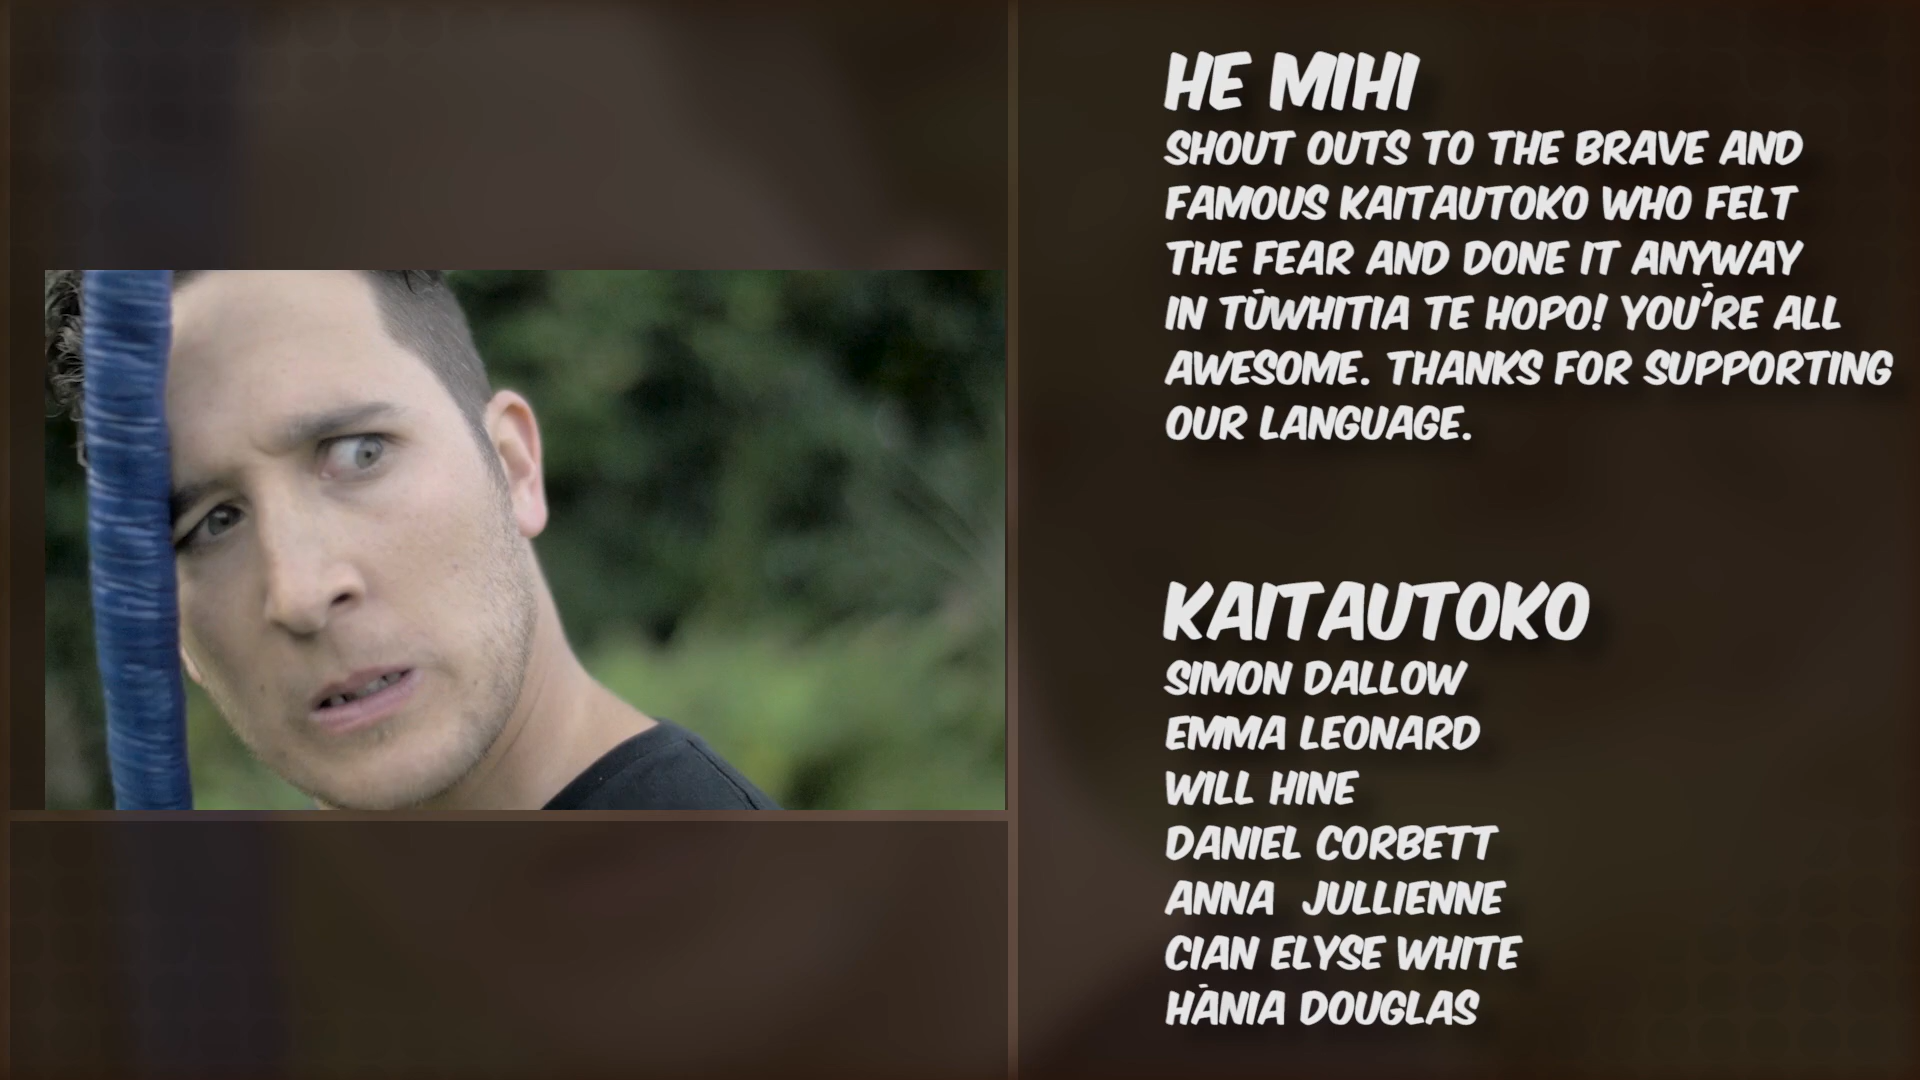 HE MIHI
SHOUT OUTS TO THE BRAVE AND
FAMOUS KAITAUTOKO WHO FELT
THE FEAR AND DONE IT ANYWAY
IN TŪWHITIA TE HOPO! YOU'RE ALL
AWESOME. THANKS FOR SUPPORTING
OUR LANGUAGE.
KAITAUTOKO
SIMON DALLOW
EMMA LEONARD
WILL HINE
DANIEL CORBETT
ANNA JULLIENNE
CIAN ELYSE WHITE
HĀNIA DOUGLAS